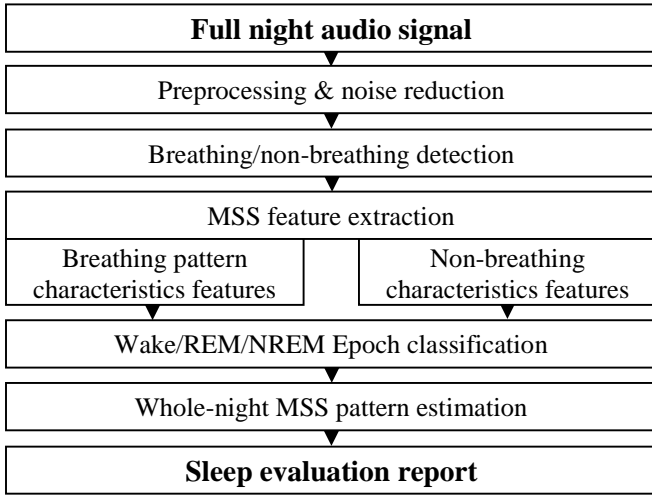 Full night audio signal
Preprocessing & noise reduction
Breathing/non-breathing detection
MSS feature extraction
Breathing pattern
characteristics features
Non-breathing
characteristics features
Wake/REM/NREM Epoch classification
Whole-night MSS pattern estimation
Sleep evaluation report